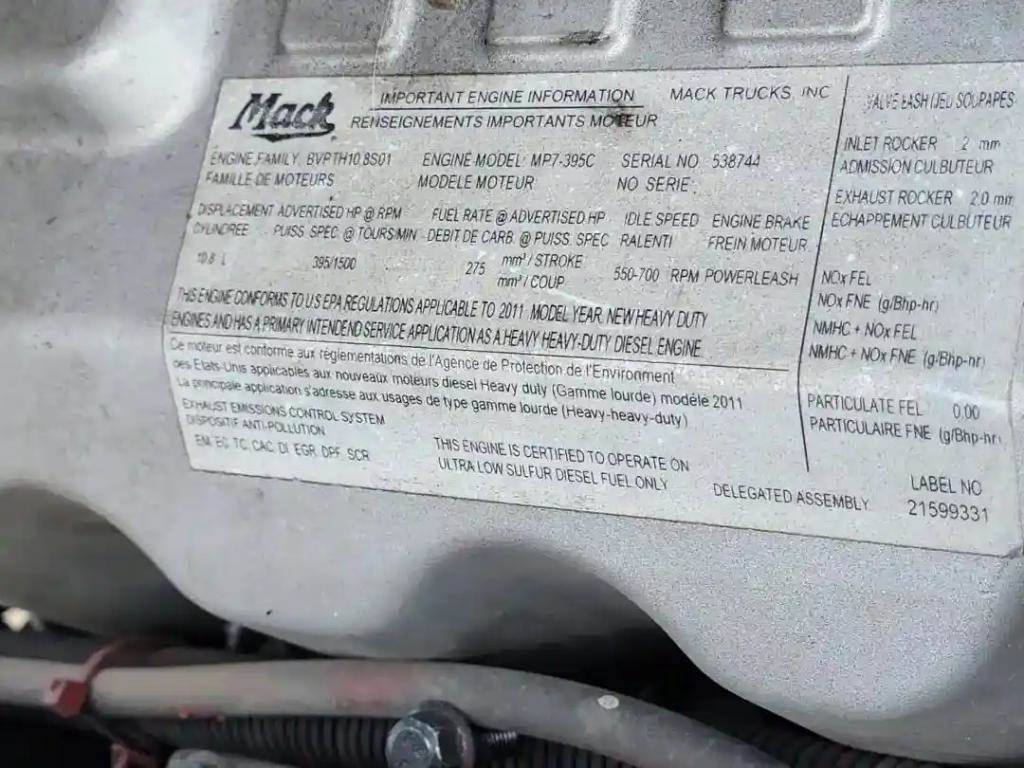 Mack
IMPORTANT ENGINE INFORMATION MACK TRUCKS, INC
RENSEIGNEMENTS IMPORTANTS MOTEUR
ENGINE FAMILY BVPTH10.8S01 ENGINE MODEL: MP7-395C SERIAL NO 538744
FAMILLE DE MOTEURS MODELE MOTEUR NO SERIE:
DISPLACEMENT ADVERTISED HP @ RPM FUEL RATE @ ADVERTISED HP IDLE SPEED ENGINE BRAKE
CYLINDREE PUISS. SPEC @ TOURS/MIN DEBIT DE CARB. @ PUISS. SPEC RALENTI FREIN MOTEUR
10.8 L 395/1500 275 mm³ / STROKE
mm³ / COUP 550-700 RPM POWERLEASH
THIS ENGINE CONFORMS TO U.S EPA REGULATIONS APPLICABLE TO 2011 MODEL YEAR NEW HEAVY DUTY
ENGINES AND HAS A PRIMARY INTENDEND SERVICE APPLICATION AS A HEAVY HEAVY-DUTY DIESEL ENGINE.
Ce moteur est conforme aux réglementations de l'Agence de Protection de l'Environment
des Etats-Unis applicables aux nouveaux moteurs diesel Heavy duty (Gamme lourde) modéle 2011
La principale application s'adresse aux usages de type gamme lourde (Heavy-heavy-duty)
EXHAUST EMISSIONS CONTROL SYSTEM
DISPOSITIF ANTI-POLLUTION
EM, EC, TC, CAC, DI, EGR, DPF, SCR
THIS ENGINE IS CERTIFIED TO OPERATE ON
ULTRA LOW SULFUR DIESEL FUEL ONLY
DELEGATED ASSEMBLY
VALVE LASH (JEU SOUPAPES
INLET ROCKER 2 mm
ADMISSION CULBUTEUR
EXHAUST ROCKER 2.0 mm
ECHAPPEMENT CULBUTEUR
NOx FEL
NOx FNE (g/Bhp-hr)
NMHC + NOx FEL
NMHC + NOx FNE (g/Bhp-hr)
PARTICULATE FEL 0.00
PARTICULAIRE FNE (g/Bhp-hr)
LABEL NO
21599331